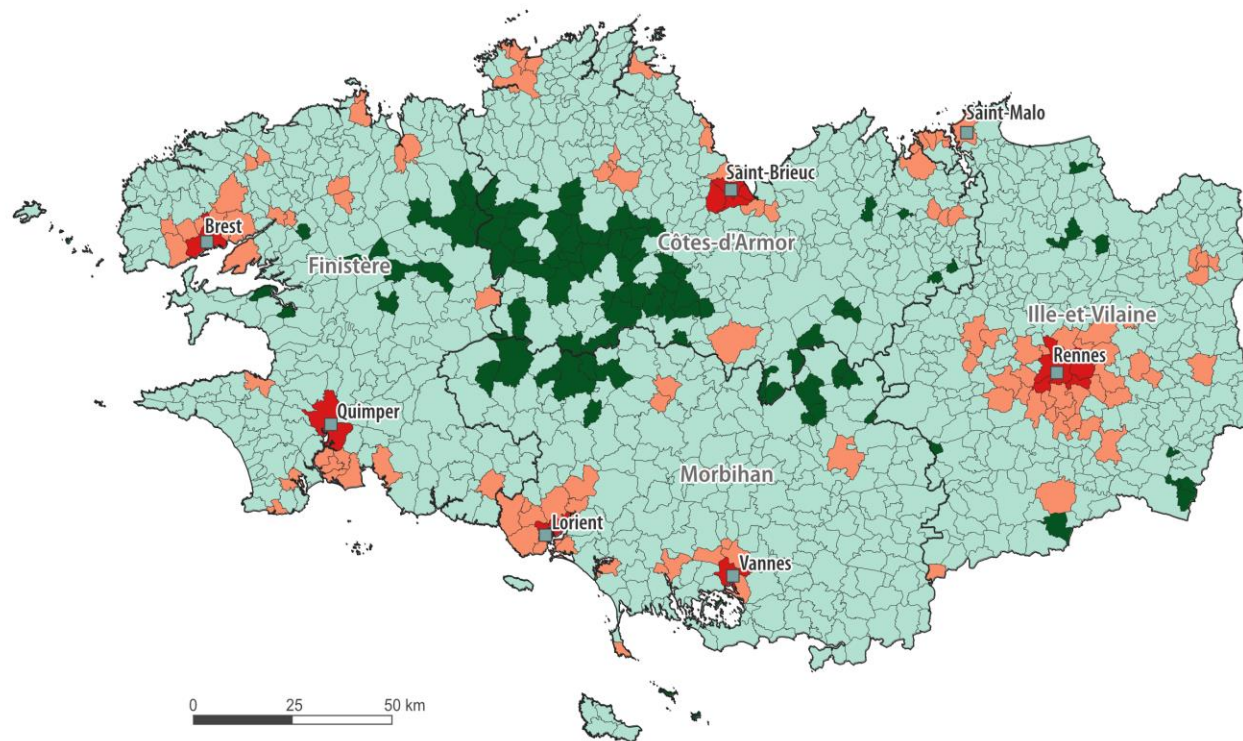 Saint-Malo
Saint-Brieuc
Brest
Côtes-d'Armor
Finistère
Ille-et-Vilaine
Rennes
Quimper
Morbihan
Lorient
Vannes
0 25 50 km